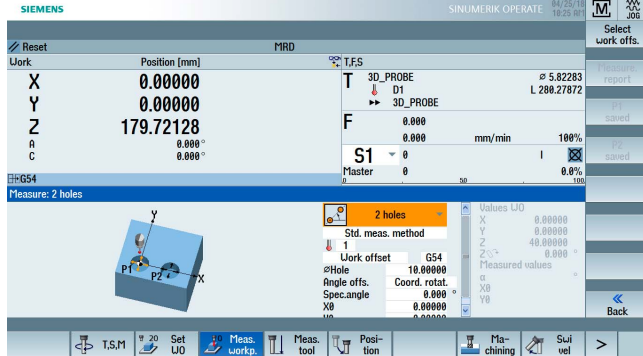 SIEMENS
SINUMERIK OPERATE
04/25/18
10:25 AM
M
JOG
Select
work offs.
Reset
MRD
Work
Position [mm]
T,F,S
Measure.
report
X
0.00000
T
3D_PROBE
ø 5.82283
D1
L 280.27872
3D_PROBE
Y
0.00000
P1
saved
Z
179.72128
F
0.000
0.000
mm/min
100%
P2
saved
A
0.000 °
C
0.000 °
S1
0
I
Master
0
0.0%
0
50
100
G54
Measure: 2 holes
2 holes
Std. meas. method
1
Work offset
G54
øHole
10.00000
Angle offs.
Coord. rotat.
Spec.angle
0.000 °
X0
0.00000
Y0
0.00000
Values WO
X
0.00000
Y
0.00000
Z
40.00000
Z
0.000 °
Measured values
α
°
X0
Y0
Y
P1
P2
X
Back
T,S,M
Set
WO
Meas.
workp.
Meas.
tool
Posi-
tion
Ma-
chining
Swi
vel
>